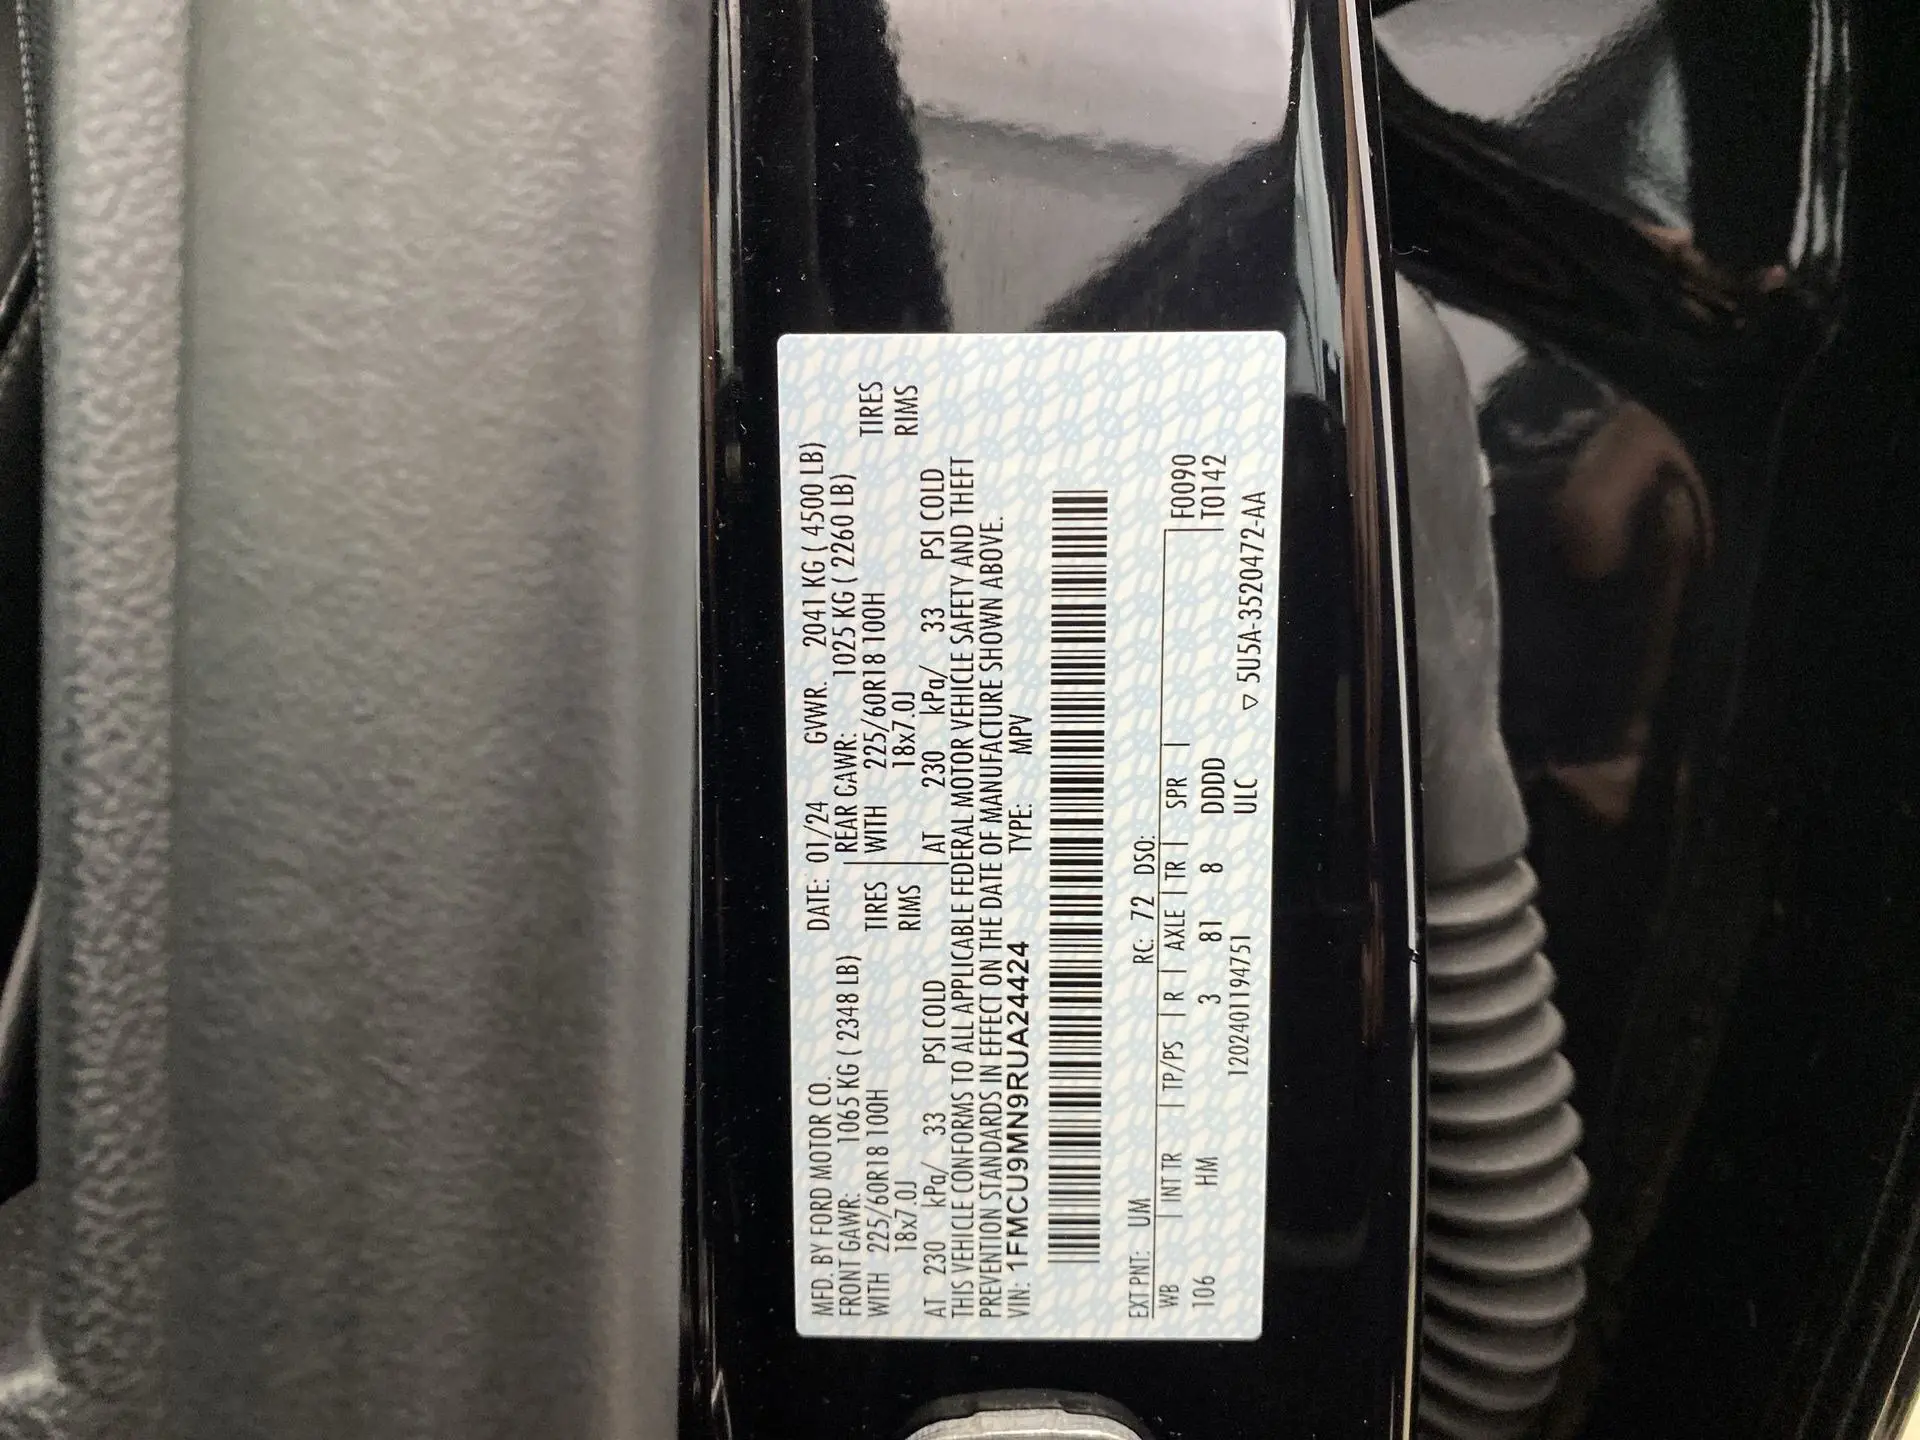 MFD. BY FORD MOTOR CO. DATE: 01/24 GVWR. 2041 KG ( 4500 LB)
FRONT GAWR: 1065 KG ( 2348 LB) REAR GAWR: 1025 KG ( 2260 LB)
WITH 225/60R18 100H TIRES WITH 225/60R18 100H TIRES
18x7.0J RIMS 18x7.0J RIMS
AT 230 kPa/ 33 PSI COLD AT 230 kPa/ 33 PSI COLD
THIS VEHICLE CONFORMS TO ALL APPLICABLE FEDERAL MOTOR VEHICLE SAFETY AND THEFT
PREVENTION STANDARDS IN EFFECT ON THE DATE OF MANUFACTURE SHOWN ABOVE.
VIN: 1FMCU9MN9RUA24424 TYPE: MPV
EXT PNT: UM RC: 72 DSO:
WB | INT TR | TP/PS | R | AXLE | TR | SPR | F0090
106 HM 3 81 8 DDDD T0142
120240119475I ULC
▽ 5U5A-3520472-AA